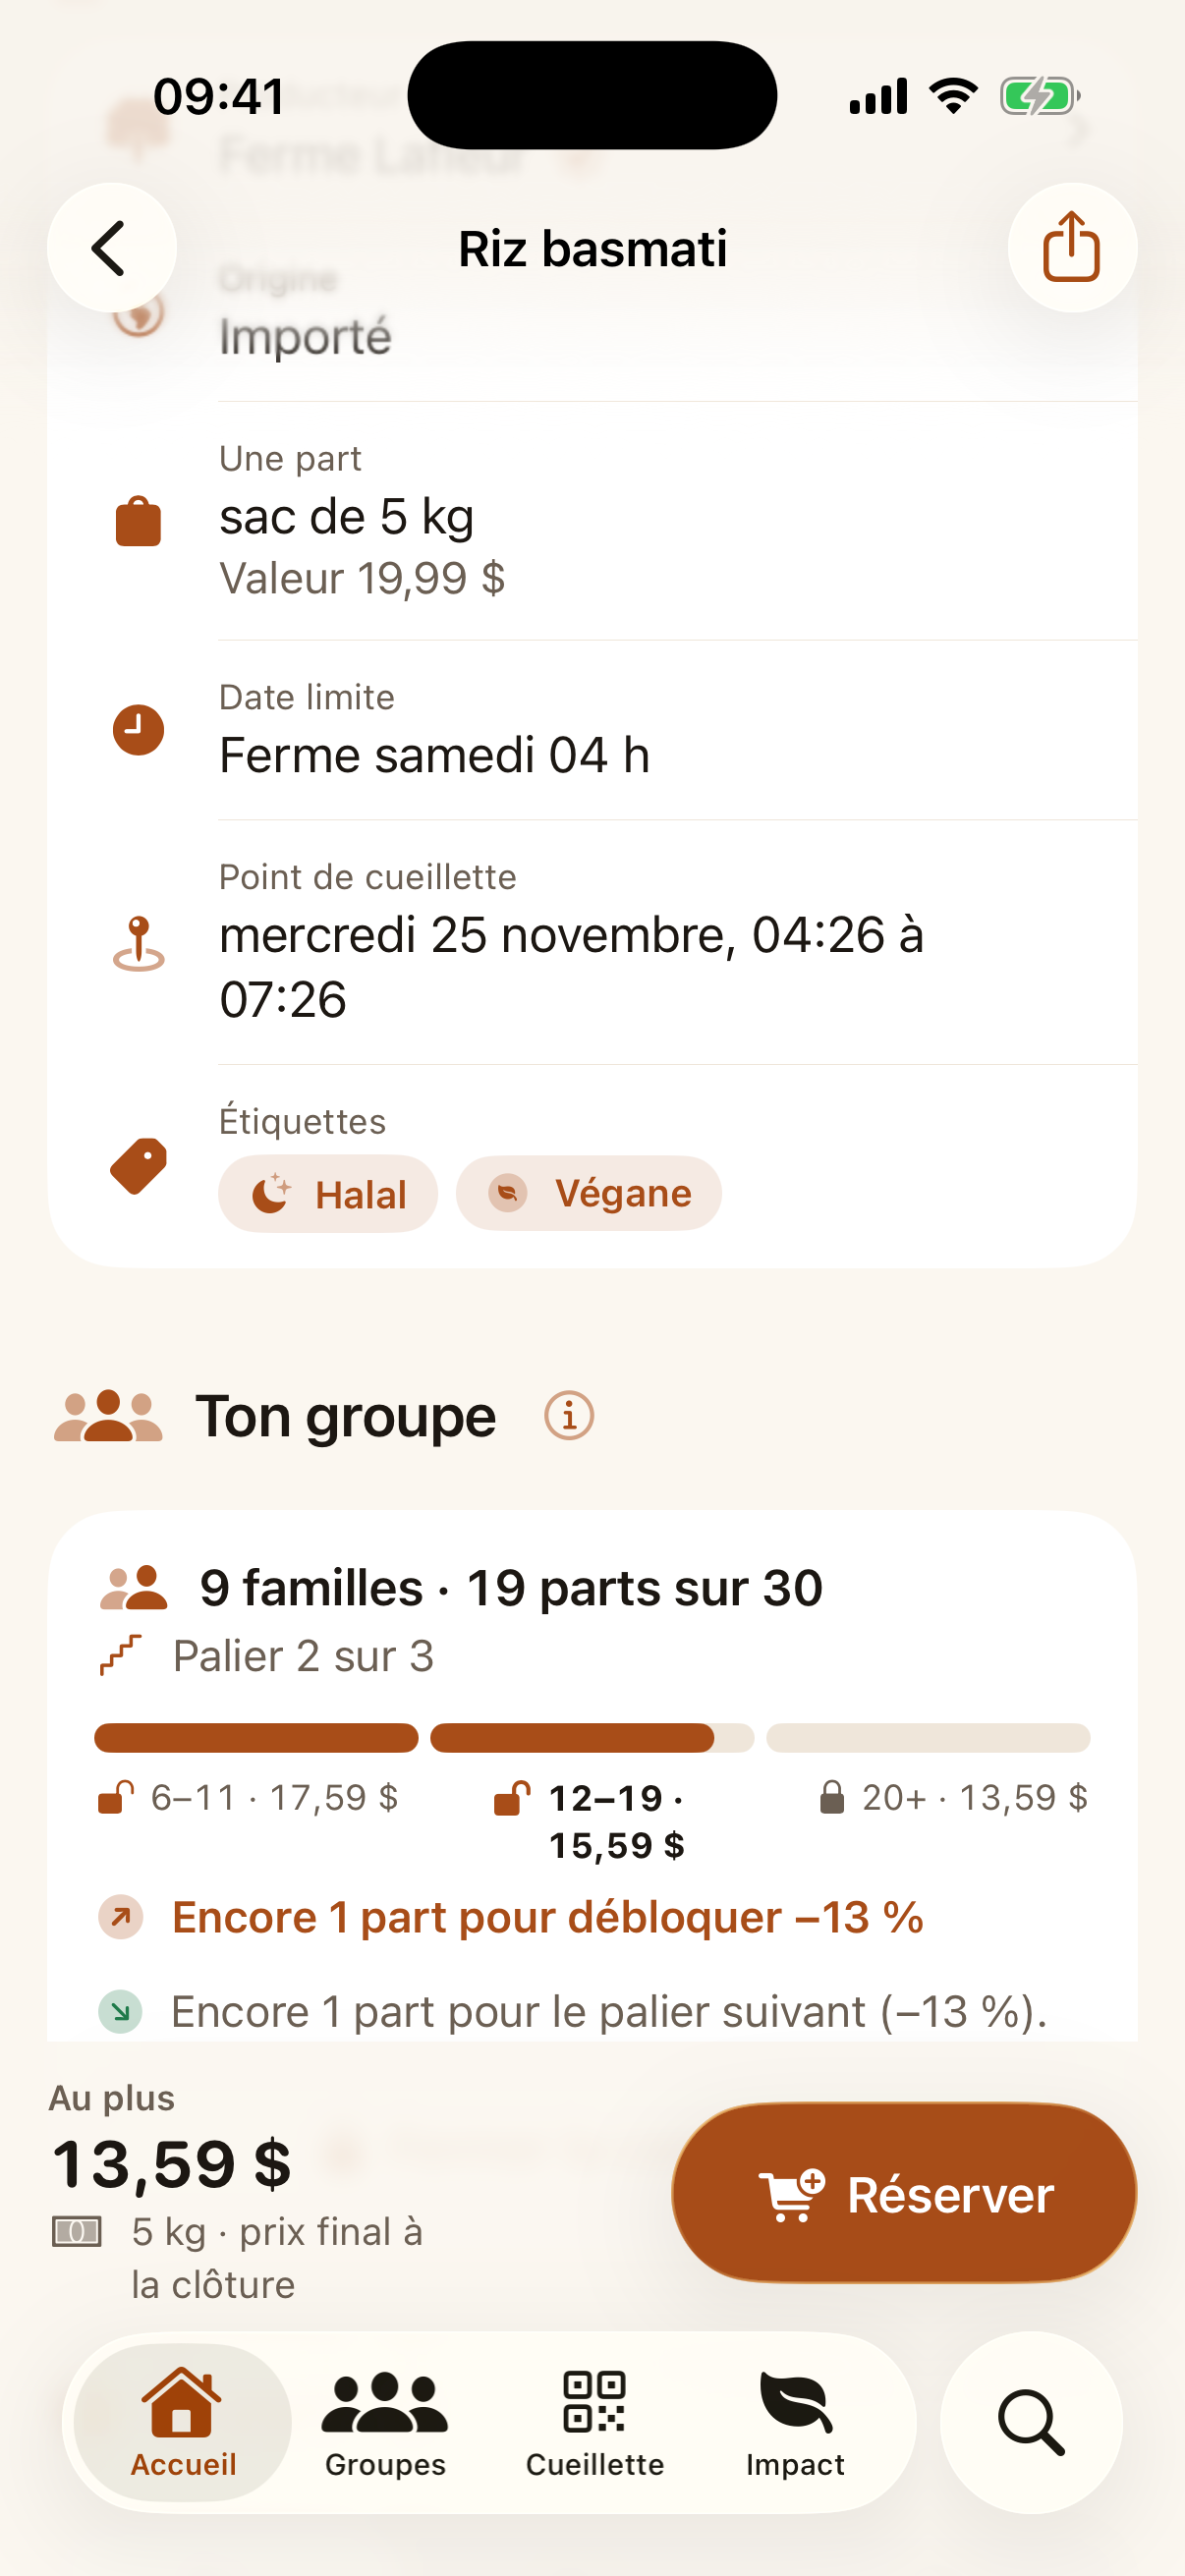 09:41
Ferme Lafleur
Riz basmati
Origine
Importé
Une part
sac de 5 kg
Valeur 19,99 $
Date limite
Ferme samedi 04 h
Point de cueillette
mercredi 25 novembre, 04:26 à
07:26
Étiquettes
Halal
Végane
Ton groupe
9 familles · 19 parts sur 30
Palier 2 sur 3
6–11 · 17,59 $
12–19 ·
15,59 $
20+ · 13,59 $
Encore 1 part pour débloquer –13 %
Encore 1 part pour le palier suivant (–13 %).
Au plus
13,59 $
5 kg · prix final à
la clôture
Réserver
Accueil
Groupes
Cueillette
Impact